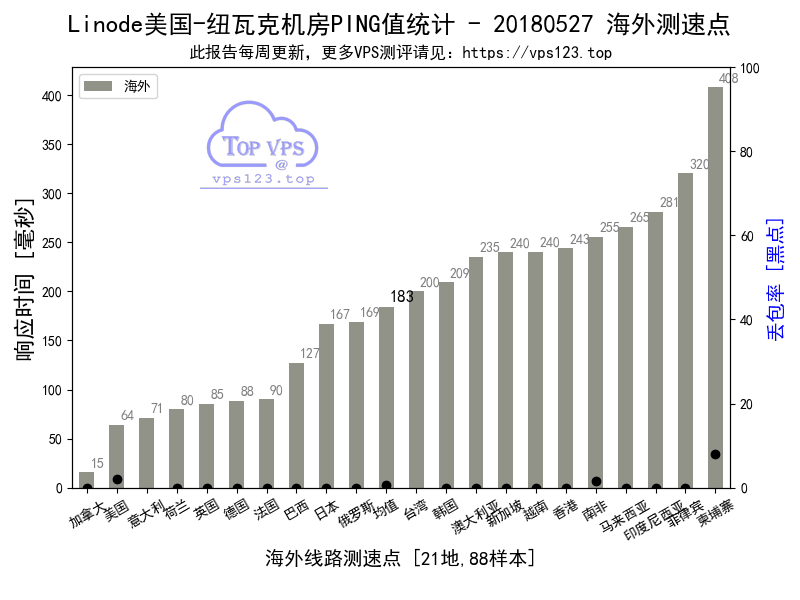 Linode美国-纽瓦克机房PING值统计 - 20180527 海外测速点
此报告每周更新, 更多VPS测评请见: https://vps123.top
海外
TOP VPS
@
vps123.top
响应时间 [毫秒]
400
350
300
250
200
150
100
50
0
丢包率 [黑点]
100
80
60
40
20
0
15
64
71
80
85
88
90
127
167
169
183
200
209
235
240
240
243
255
265
281
320
408
加拿大
美国
意大利
荷兰
英国
德国
法国
巴西
日本
俄罗斯
均值
台湾
韩国
澳大利亚
新加坡
越南
香港
南非
马来西亚
印度尼西亚
菲律宾
柬埔寨
海外线路测速点 [21地,88样本]